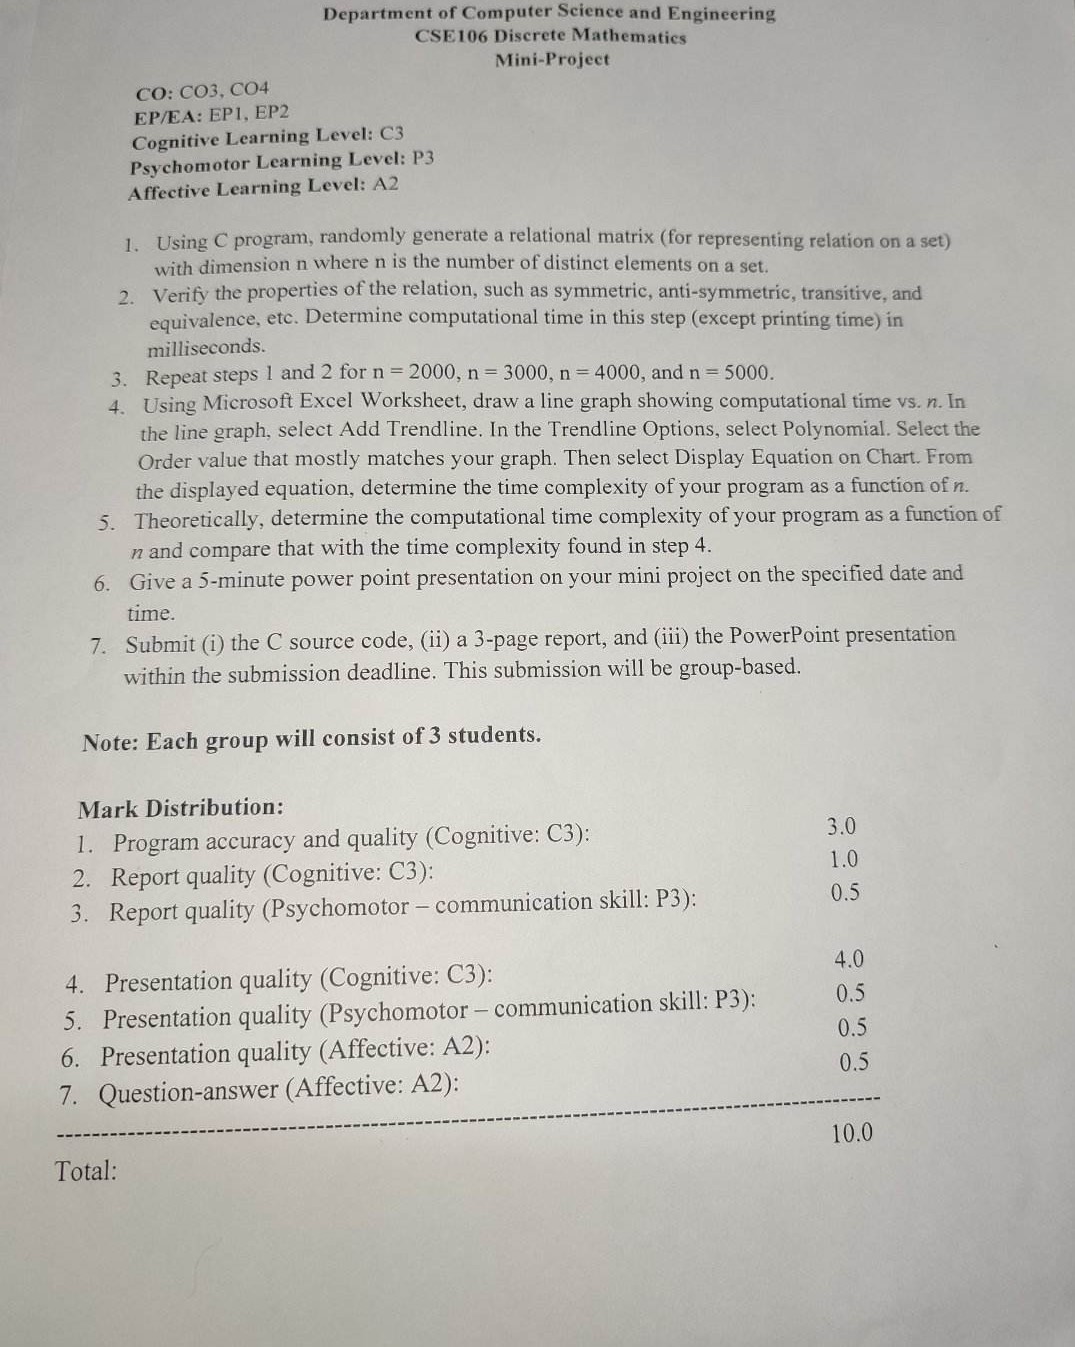 Department of Computer Science and Engineering
CSE106 Discrete Mathematics
Mini-Project
CO: CO3, CO4
EP/EA: EP1, EP2
Cognitive Learning Level: C3
Psychomotor Learning Level: P3
Affective Learning Level: A2
1. Using C program, randomly generate a relational matrix (for representing relation on a set)
with dimension n where n is the number of distinct elements on a set.
2. Verify the properties of the relation, such as symmetric, anti-symmetric, transitive, and
equivalence, etc. Determine computational time in this step (except printing time) in
milliseconds.
3. Repeat steps 1 and 2 for n = 2000, n = 3000, n = 4000, and n = 5000.
4. Using Microsoft Excel Worksheet, draw a line graph showing computational time vs. n. In
the line graph, select Add Trendline. In the Trendline Options, select Polynomial. Select the
Order value that mostly matches your graph. Then select Display Equation on Chart. From
the displayed equation, determine the time complexity of your program as a function of n.
5. Theoretically, determine the computational time complexity of your program as a function of
n and compare that with the time complexity found in step 4.
6. Give a 5-minute power point presentation on your mini project on the specified date and
time.
7. Submit (i) the C source code, (ii) a 3-page report, and (iii) the PowerPoint presentation
within the submission deadline. This submission will be group-based.
Note: Each group will consist of 3 students.
Mark Distribution:
1. Program accuracy and quality (Cognitive: C3): 3.0
2. Report quality (Cognitive: C3): 1.0
3. Report quality (Psychomotor – communication skill: P3): 0.5
4. Presentation quality (Cognitive: C3): 4.0
5. Presentation quality (Psychomotor – communication skill: P3): 0.5
6. Presentation quality (Affective: A2): 0.5
7. Question-answer (Affective: A2): 0.5
Total: 10.0